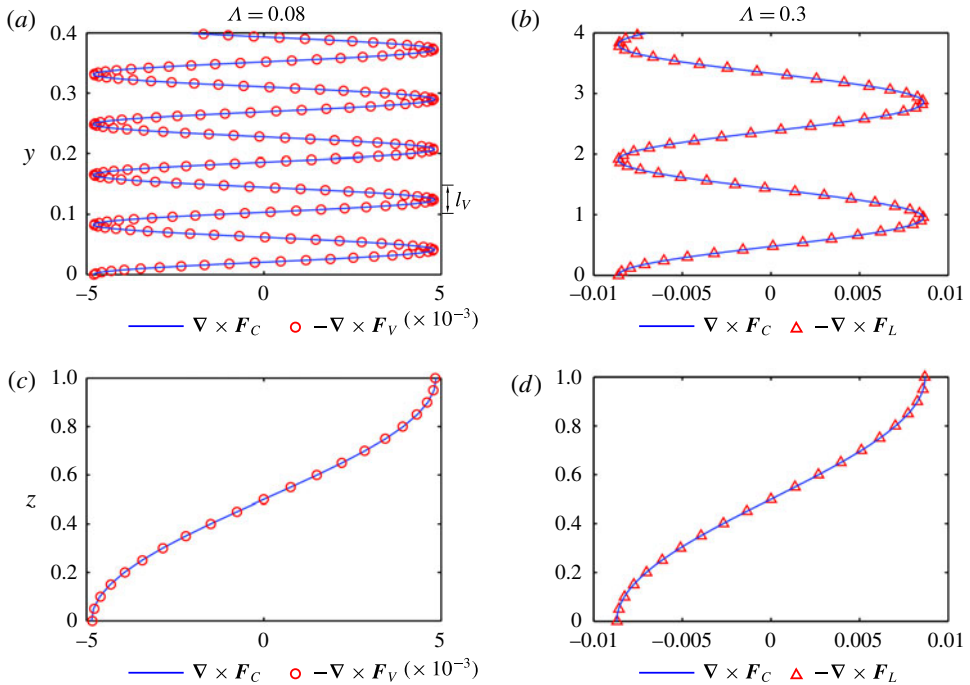 (a) Λ = 0.08
0.4
0.3
y 0.2
0.1
0
l_V
−5 0 5
∇ × F_C −∇ × F_V (× 10⁻³)
(b) Λ = 0.3
4
3
2
1
0
−0.01 −0.005 0 0.005 0.01
∇ × F_C −∇ × F_L
(c)
1.0
0.8
0.6
z
0.4
0.2
0
−5 0 5
∇ × F_C −∇ × F_V (× 10⁻³)
(d)
1.0
0.8
0.6
0.4
0.2
0
−0.01 −0.005 0 0.005 0.01
∇ × F_C −∇ × F_L